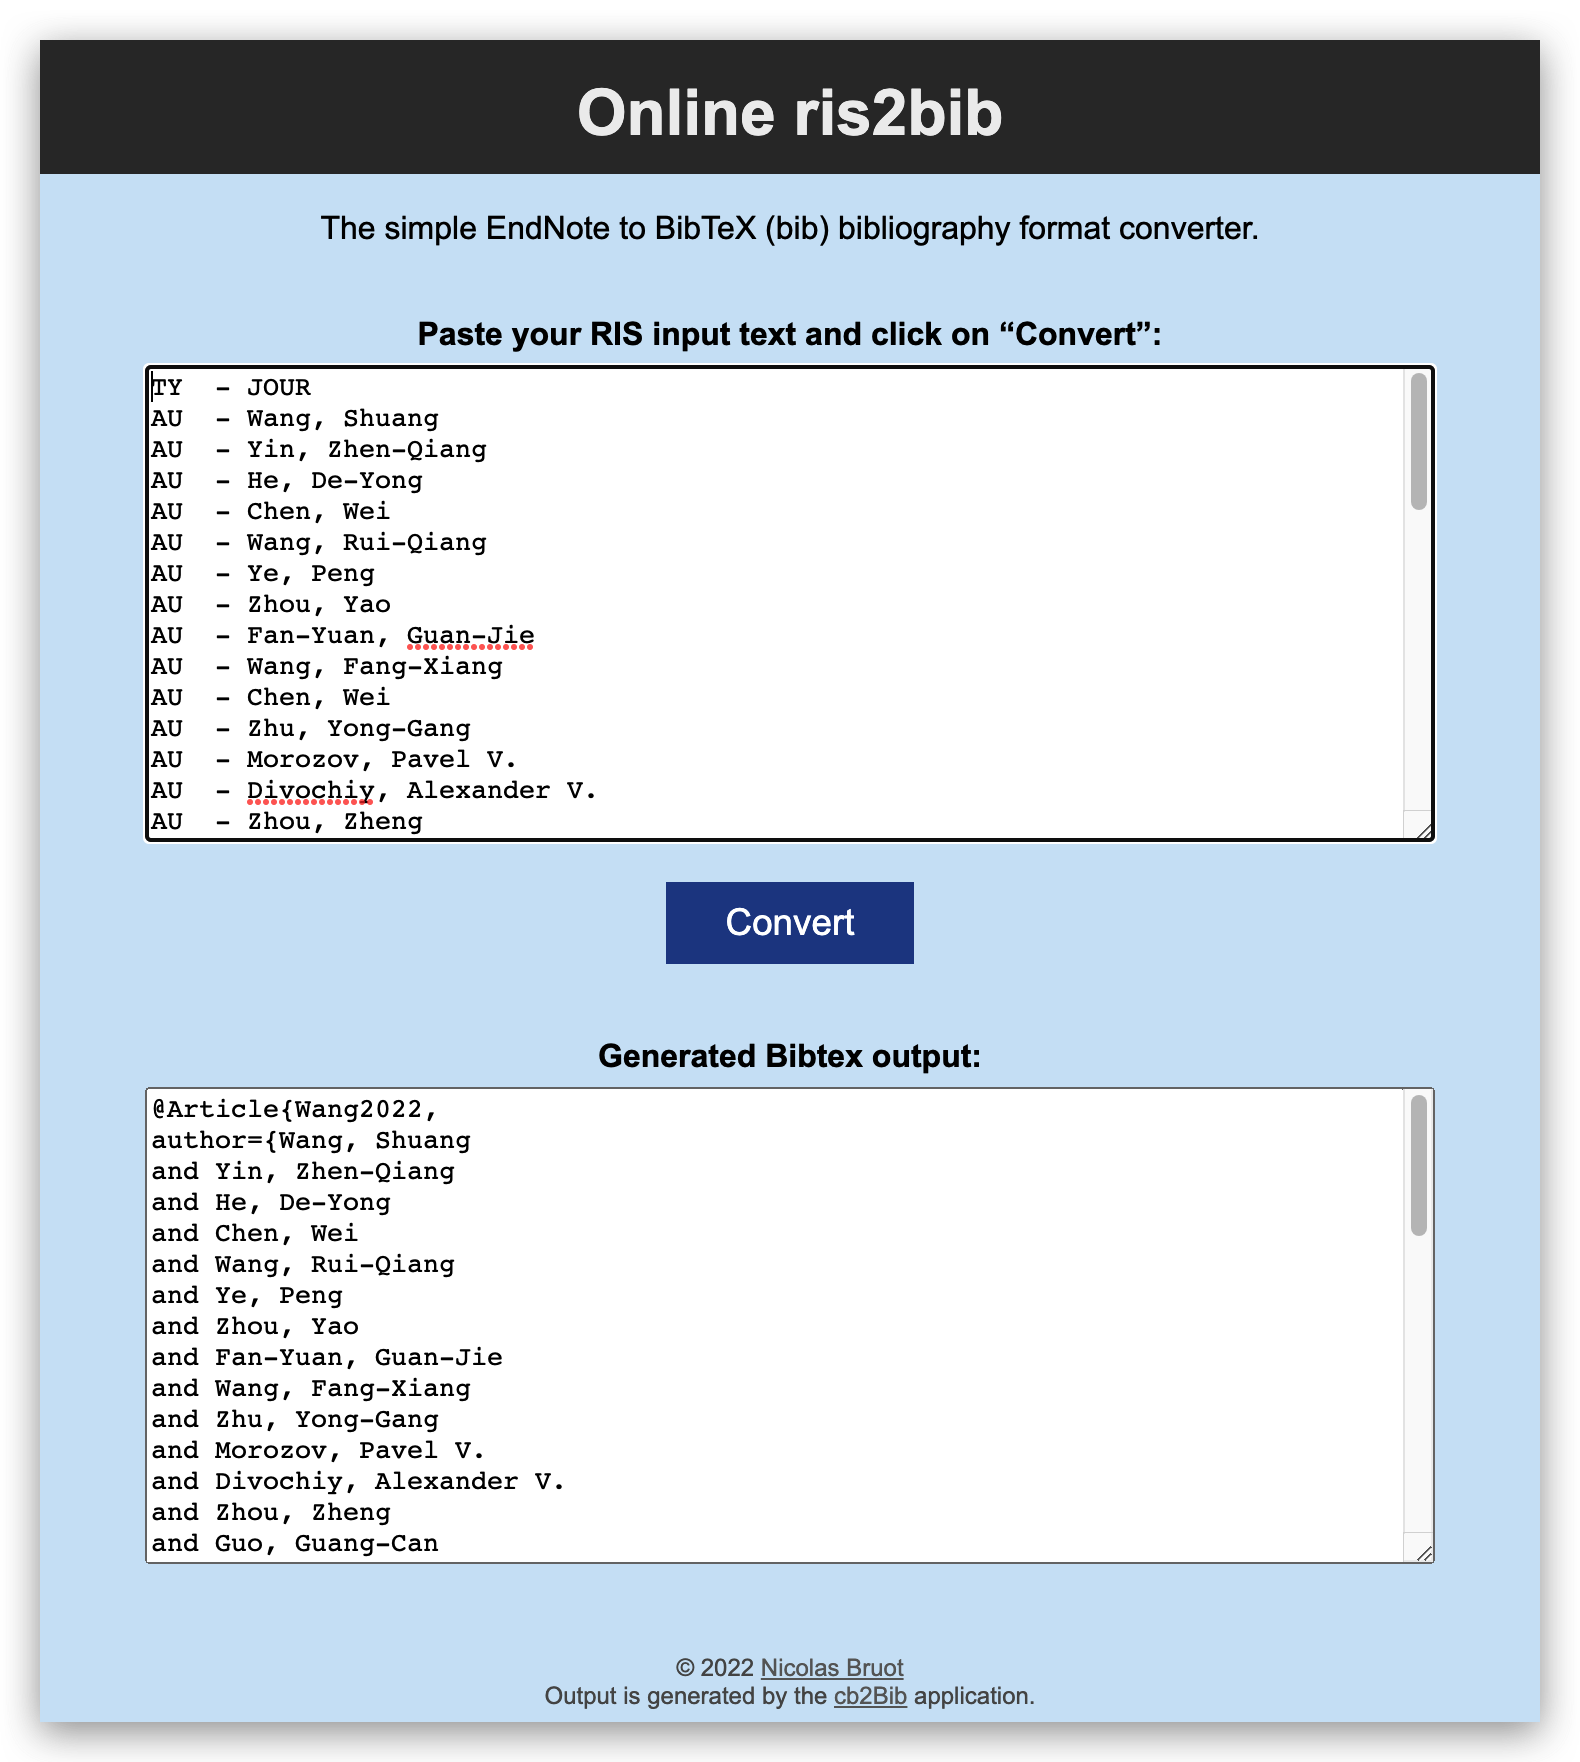 Online ris2bib
The simple EndNote to BibTeX (bib) bibliography format converter.
Paste your RIS input text and click on “Convert”:
TY  - JOUR
AU  - Wang, Shuang
AU  - Yin, Zhen-Qiang
AU  - He, De-Yong
AU  - Chen, Wei
AU  - Wang, Rui-Qiang
AU  - Ye, Peng
AU  - Zhou, Yao
AU  - Fan-Yuan, Guan-Jie
AU  - Wang, Fang-Xiang
AU  - Chen, Wei
AU  - Zhu, Yong-Gang
AU  - Morozov, Pavel V.
AU  - Divochiy, Alexander V.
AU  - Zhou, Zheng
Convert
Generated Bibtex output:
@Article{Wang2022,
author={Wang, Shuang
and Yin, Zhen-Qiang
and He, De-Yong
and Chen, Wei
and Wang, Rui-Qiang
and Ye, Peng
and Zhou, Yao
and Fan-Yuan, Guan-Jie
and Wang, Fang-Xiang
and Zhu, Yong-Gang
and Morozov, Pavel V.
and Divochiy, Alexander V.
and Zhou, Zheng
and Guo, Guang-Can
© 2022 Nicolas Bruot
Output is generated by the cb2Bib application.